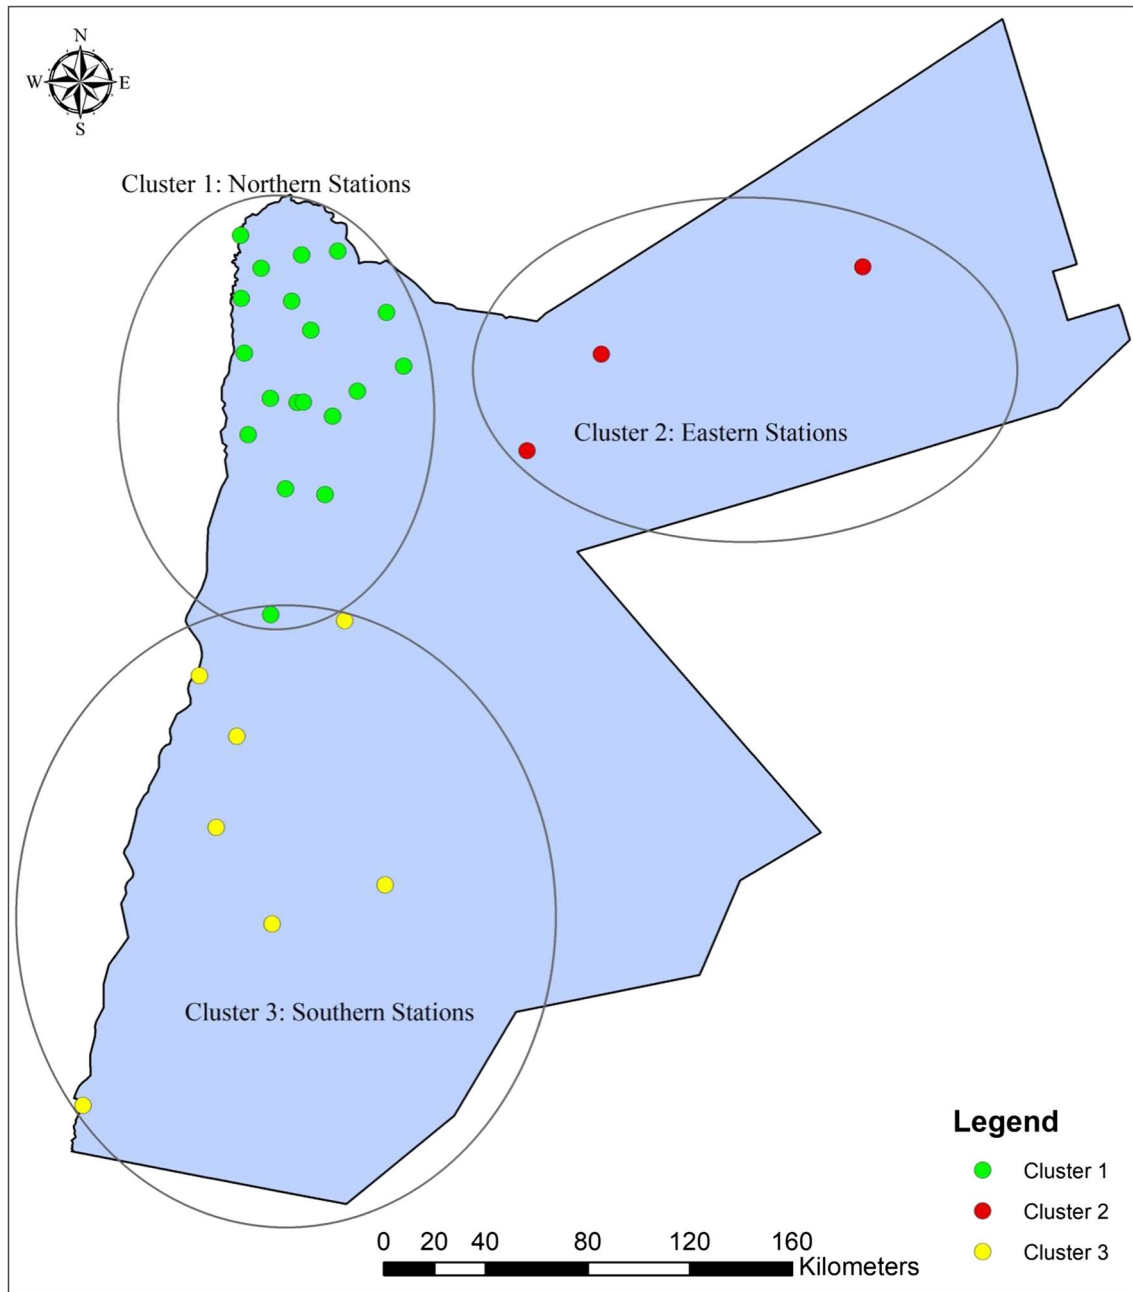 N
W E
S
Cluster 1: Northern Stations
Cluster 2: Eastern Stations
Cluster 3: Southern Stations
Legend
Cluster 1
Cluster 2
Cluster 3
0 20 40 80 120 160
Kilometers